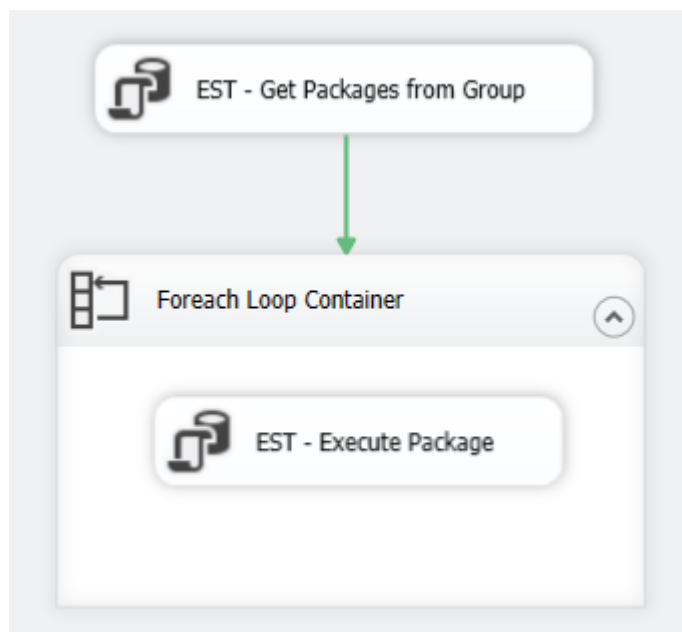 EST - Get Packages from Group
Foreach Loop Container
EST - Execute Package